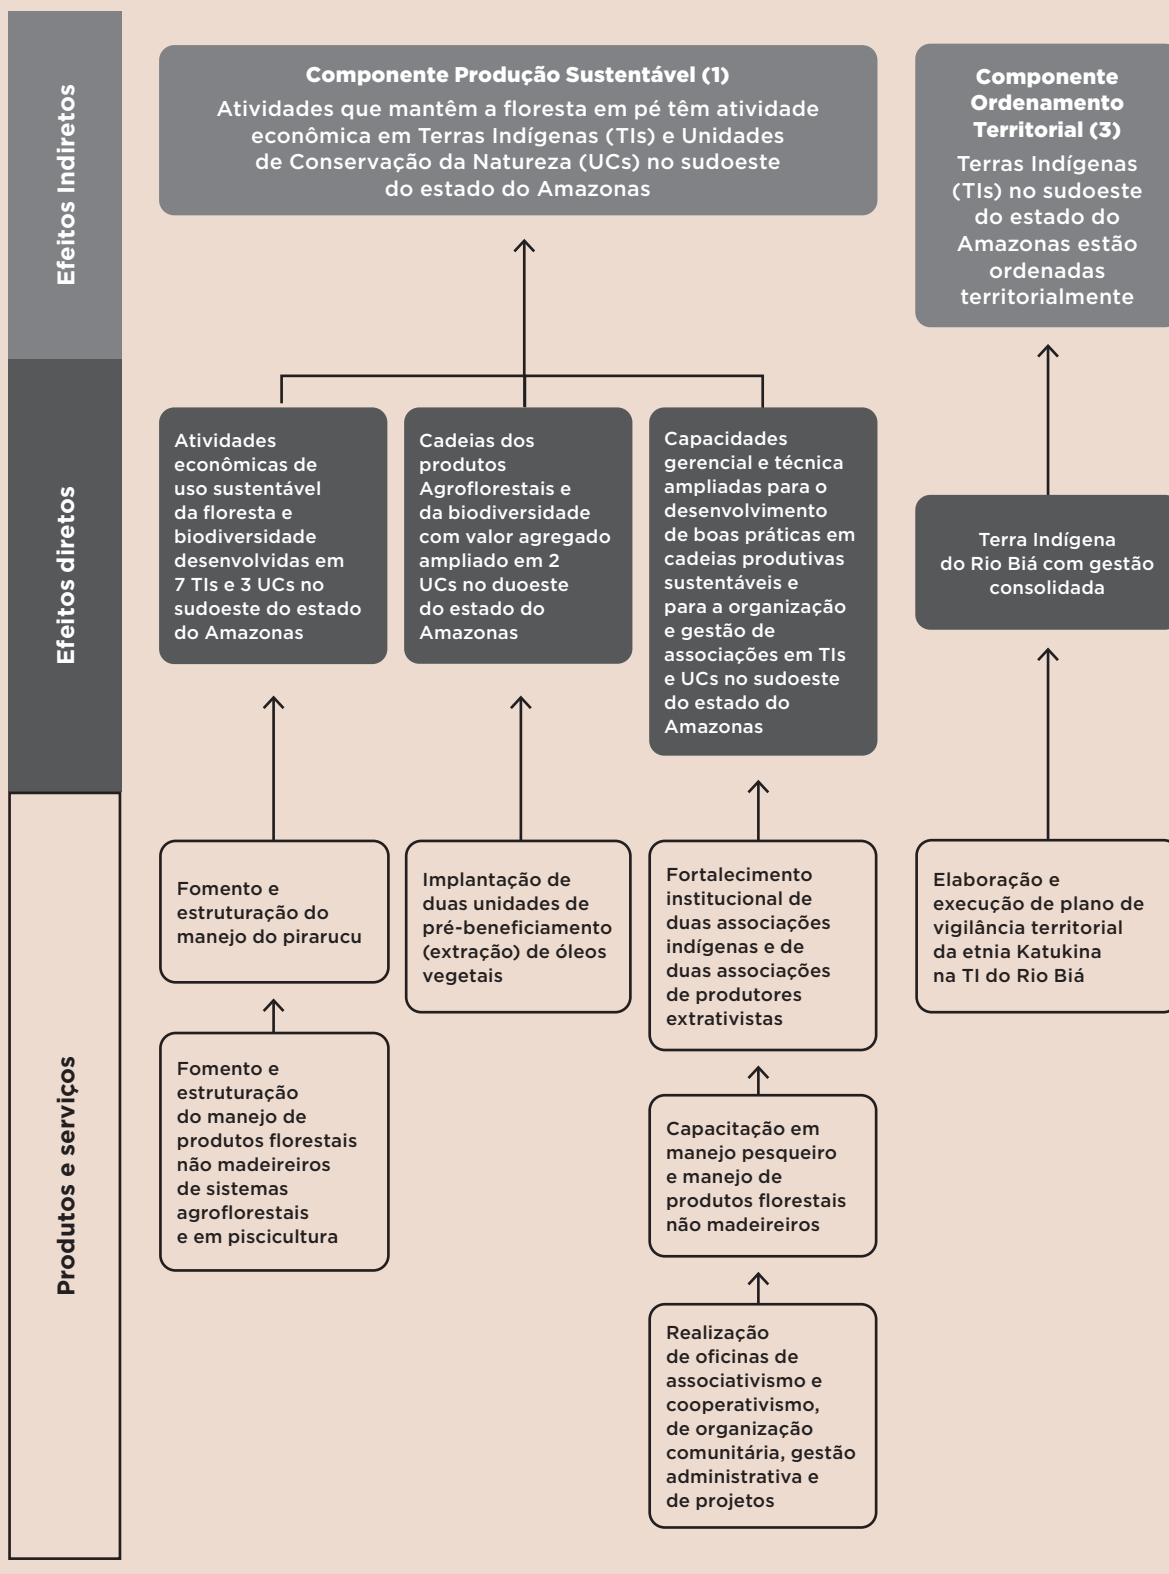 Efeitos Indiretos
Componente Produção Sustentável (1)
Atividades que mantêm a floresta em pé têm atividade
econômica em Terras Indígenas (TIs) e Unidades
de Conservação da Natureza (UCs) no sudoeste
do estado do Amazonas
Componente
Ordenamento
Territorial (3)
Terras Indígenas
(TIs) no sudoeste
do estado do
Amazonas estão
ordenadas
territorialmente
Efeitos diretos
Atividades
econômicas de
uso sustentável
da floresta e
biodiversidade
desenvolvidas em
7 TIs e 3 UCs no
sudoeste do estado
do Amazonas
Cadeias dos
produtos
Agroflorestais e
da biodiversidade
com valor agregado
ampliado em 2
UCs no duoeste
do estado do
Amazonas
Capacidades
gerencial e técnica
ampliadas para o
desenvolvimento
de boas práticas em
cadeias produtivas
sustentáveis e
para a organização
e gestão de
associações em TIs
e UCs no sudoeste
do estado do
Amazonas
Terra Indígena
do Rio Biá com gestão
consolidada
Produtos e serviços
Fomento e
estruturação do
manejo do pirarucu
Fomento e
estruturação
do manejo de
produtos florestais
não madeireiros
de sistemas
agroflorestais
e em piscicultura
Implantação de
duas unidades de
pré-beneficiamento
(extração) de óleos
vegetais
Fortalecimento
institucional de
duas associações
indígenas e de
duas associações
de produtores
extrativistas
Capacitação em
manejo pesqueiro
e manejo de
produtos florestais
não madeireiros
Realização
de oficinas de
associativismo e
cooperativismo,
de organização
comunitária, gestão
administrativa e
de projetos
Elaboração e
execução de plano de
vigilância territorial
da etnia Katukina
na TI do Rio Biá